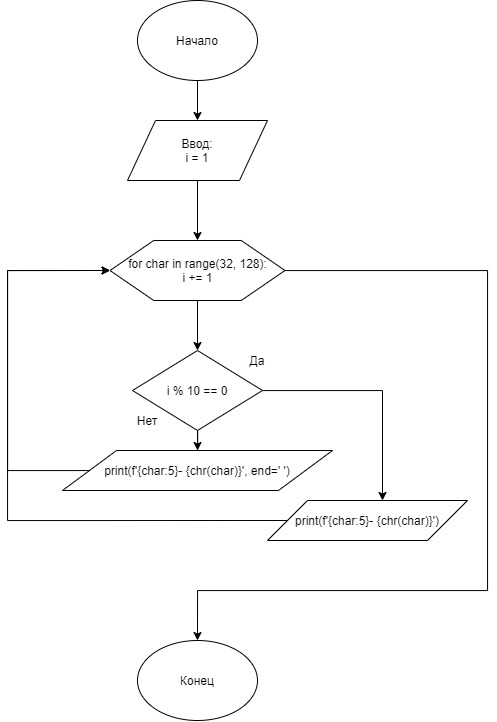 Начало
Ввод:
i = 1
for char in range(32, 128):
i += 1
Да
i % 10 == 0
Нет
print(f'{char:5}- {chr(char)}', end=' ')
print(f'{char:5}- {chr(char)}')
Конец